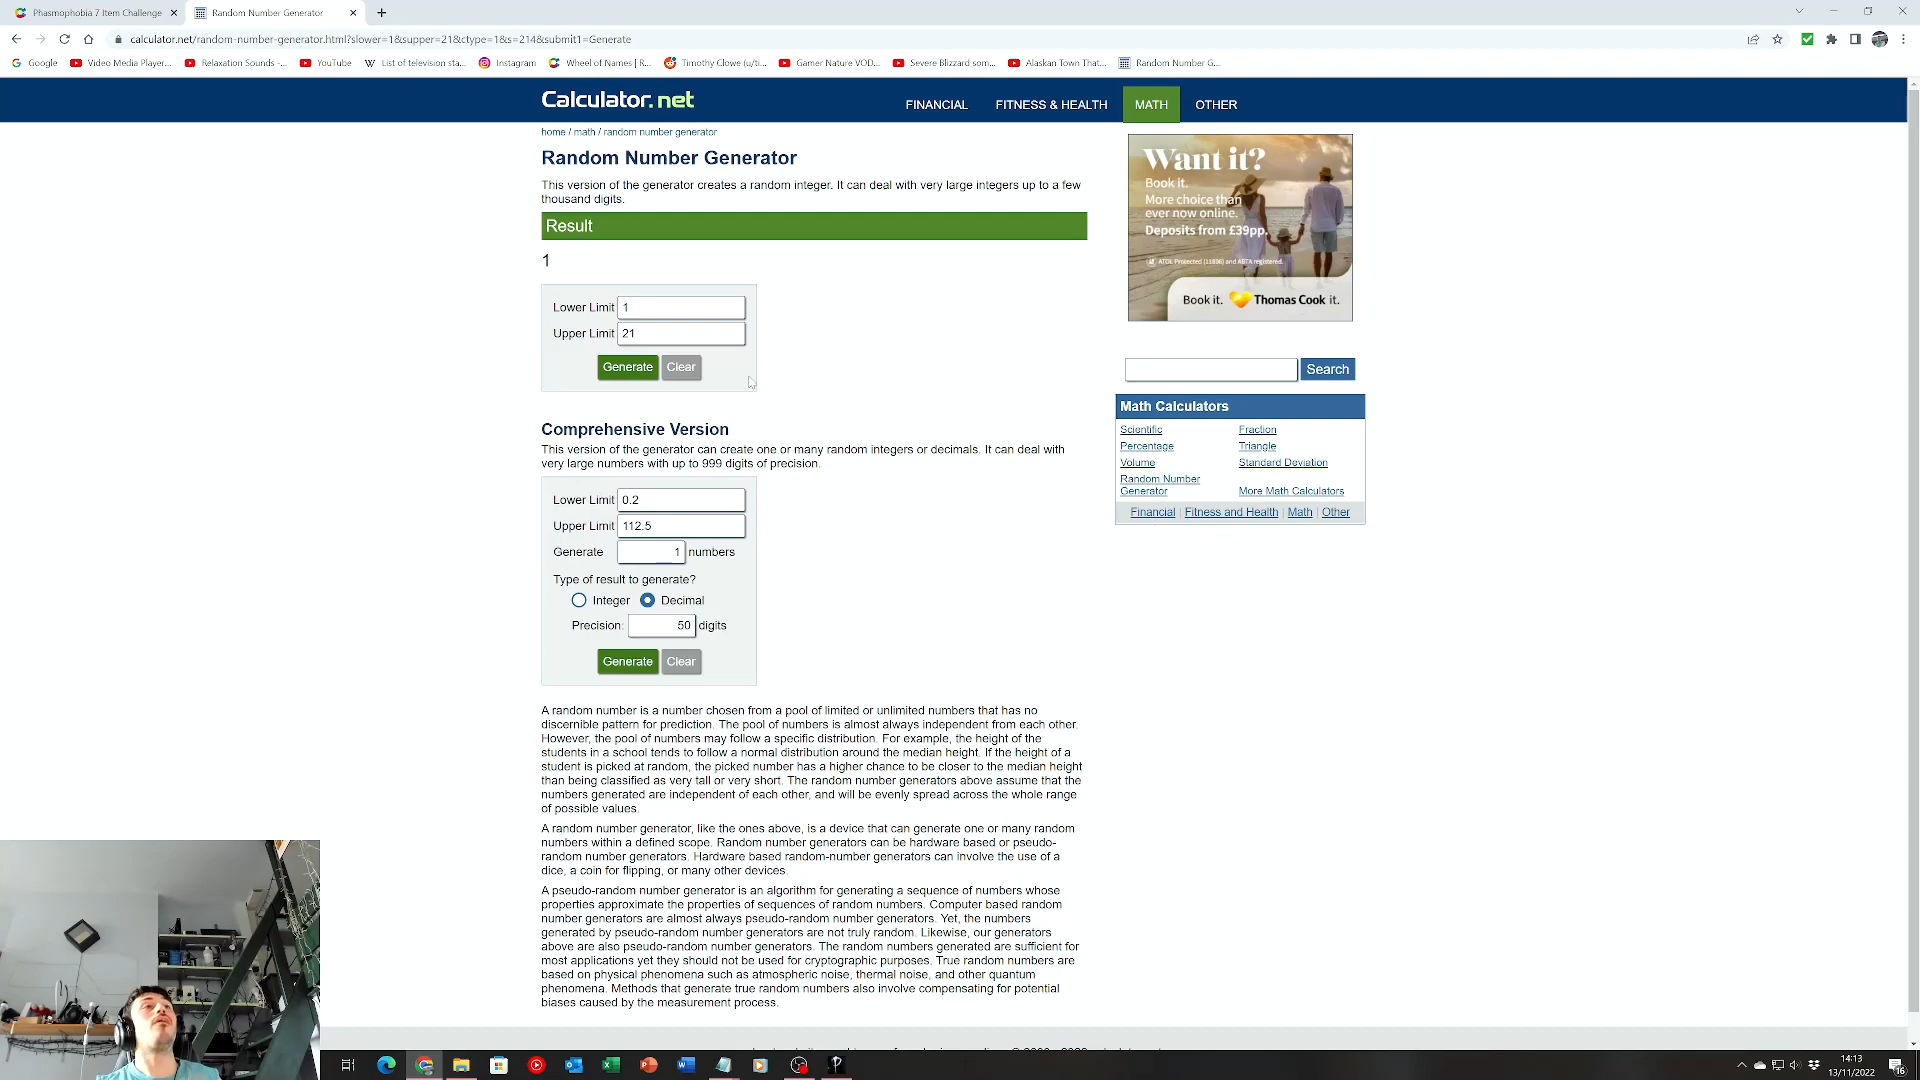 Phasmophobia 7 Item Challenge
Random Number Generator
calculator.net/random-number-generator.html?slower=1&supper=21&ctype=1&s=214&submit1=Generate
Google Video Media Player... Relaxation Sounds -... YouTube List of television sta... Instagram Wheel of Names | R... Timothy Clowe (u/ti... Gamer Nature VOD... Severe Blizzard som... Alaskan Town That... Random Number G...
Calculator.net
FINANCIAL FITNESS & HEALTH MATH OTHER
home / math / random number generator
Random Number Generator
This version of the generator creates a random integer. It can deal with very large integers up to a few
thousand digits.
Result
1
Lower Limit 1
Upper Limit 21
Generate Clear
Comprehensive Version
This version of the generator can create one or many random integers or decimals. It can deal with
very large numbers with up to 999 digits of precision.
Lower Limit 0.2
Upper Limit 112.5
Generate 1 numbers
Type of result to generate?
Integer Decimal
Precision: 50 digits
Generate Clear
A random number is a number chosen from a pool of limited or unlimited numbers that has no
discernible pattern for prediction. The pool of numbers is almost always independent from each other.
However, the pool of numbers may follow a specific distribution. For example, the height of the
students in a school tends to follow a normal distribution around the median height. If the height of a
student is picked at random, the picked number has a higher chance to be closer to the median height
than being classified as very tall or very short. The random number generators above assume that the
numbers generated are independent of each other, and will be evenly spread across the whole range
of possible values.
A random number generator, like the ones above, is a device that can generate one or many random
numbers within a defined scope. Random number generators can be hardware based or pseudo-
random number generators. Hardware based random-number generators can involve the use of a
dice, a coin for flipping, or many other devices.
A pseudo-random number generator is an algorithm for generating a sequence of numbers whose
properties approximate the properties of sequences of random numbers. Computer based random
number generators are almost always pseudo-random number generators. Yet, the numbers
generated by pseudo-random number generators are not truly random. Likewise, our generators
above are also pseudo-random number generators. The random numbers generated are sufficient for
most applications yet they should not be used for cryptographic purposes. True random numbers are
based on physical phenomena such as atmospheric noise, thermal noise, and other quantum
phenomena. Methods that generate true random numbers also involve compensating for potential
biases caused by the measurement process.
Want it?
Book it.
More choice than
ever now online.
Deposits from £39pp.
ATOL Protected (11806) and ABTA registered.
Book it. Thomas Cook it.
Search
Math Calculators
Scientific Fraction
Percentage Triangle
Volume Standard Deviation
Random Number
Generator More Math Calculators
Financial | Fitness and Health | Math | Other
14:13
13/11/2022
16